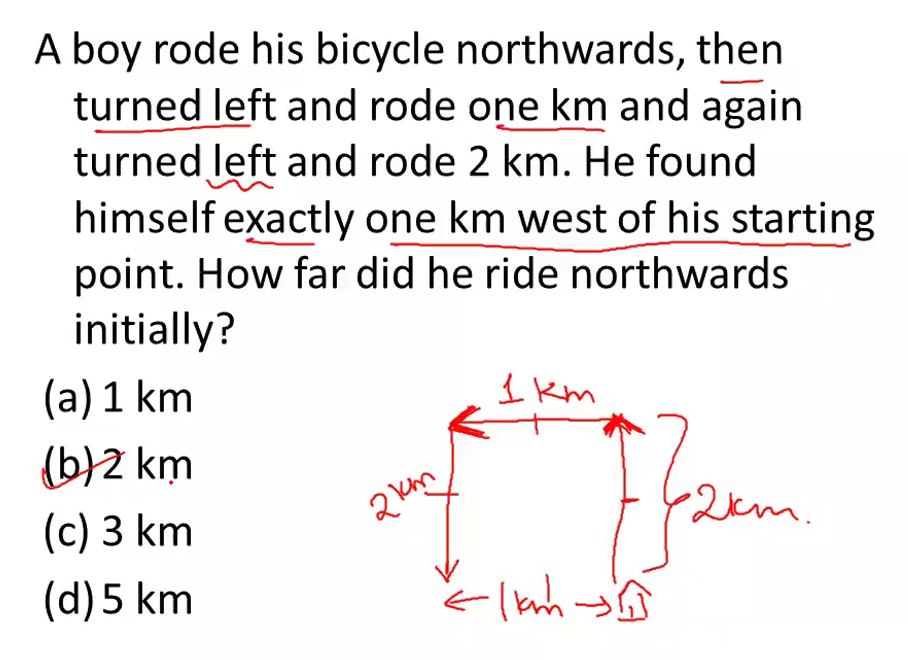 A boy rode his bicycle northwards, then
turned left and rode one km and again
turned left and rode 2 km. He found
himself exactly one km west of his starting
point. How far did he ride northwards
initially?
(a) 1 km
(b) 2 km
(c) 3 km
(d) 5 km
1 km
2 km
2 km.
1 km